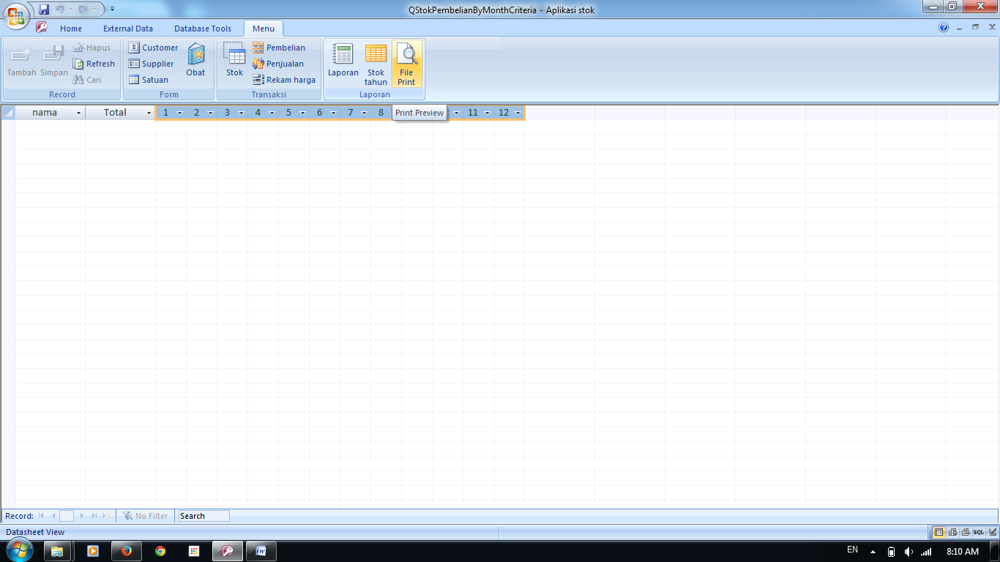 QStokPembelianByMonthCriteria - Aplikasi stok
Home External Data Database Tools Menu
Tambah Simpan Hapus Refresh Cari
Record
Customer Supplier Satuan Obat
Form
Stok Pembelian Penjualan Rekam harga
Transaksi
Laporan Stok tahun File Print
Laporan
nama Total 1 2 3 4 5 6 7 8 Print Preview 11 12
Record: No Filter Search
Datasheet View SQL
EN 8:10 AM